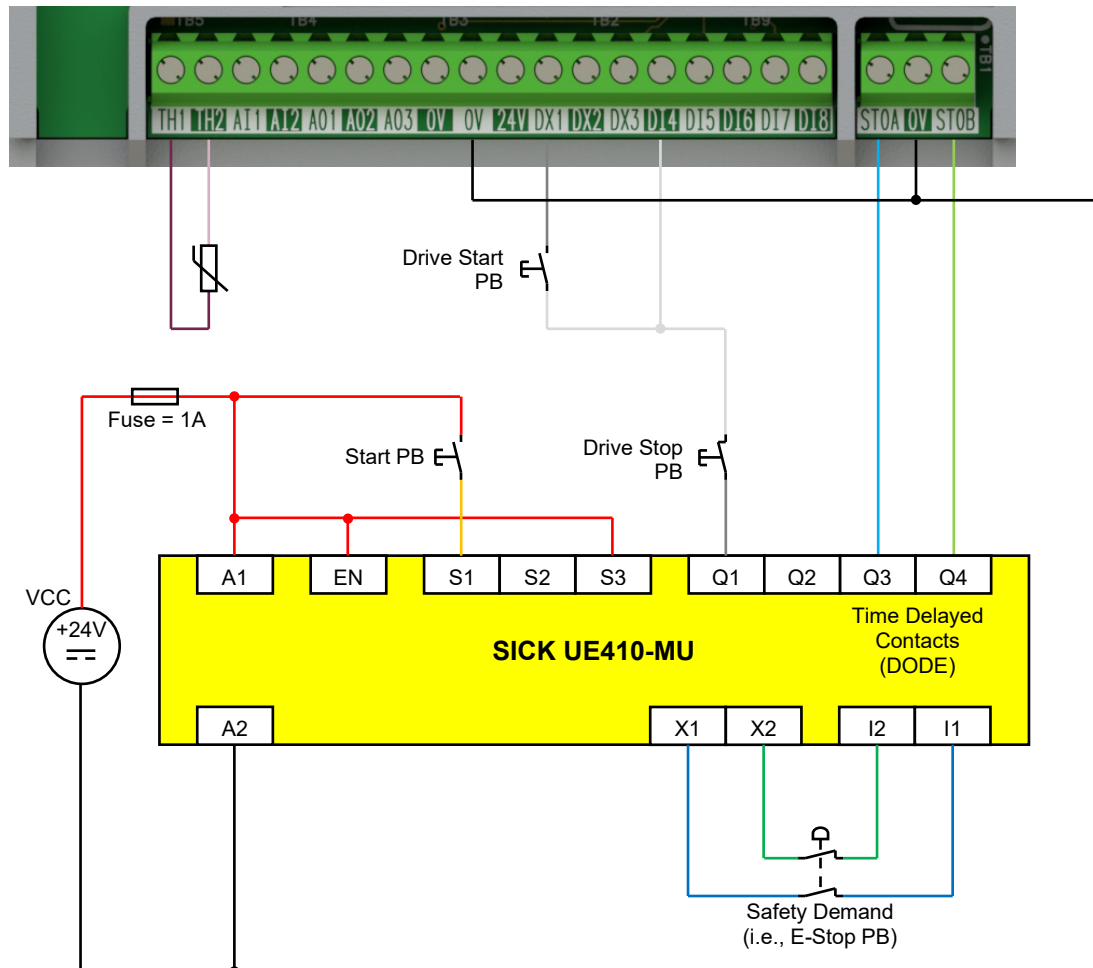 TB5 TB4 TB3 TB2 TB9
TB1
TH1 TH2 AI1 AI2 AO1 AO2 AO3 0V 0V 24V DX1 DX2 DX3 DI4 DI5 DI6 DI7 DI8 STOA 0V STOB
Drive Start
PB
Fuse = 1A
Start PB
Drive Stop
PB
A1 EN S1 S2 S3 Q1 Q2 Q3 Q4
VCC
+24V
Time Delayed
Contacts
(DODE)
SICK UE410-MU
A2 X1 X2 I2 I1
Safety Demand
(i.e., E-Stop PB)